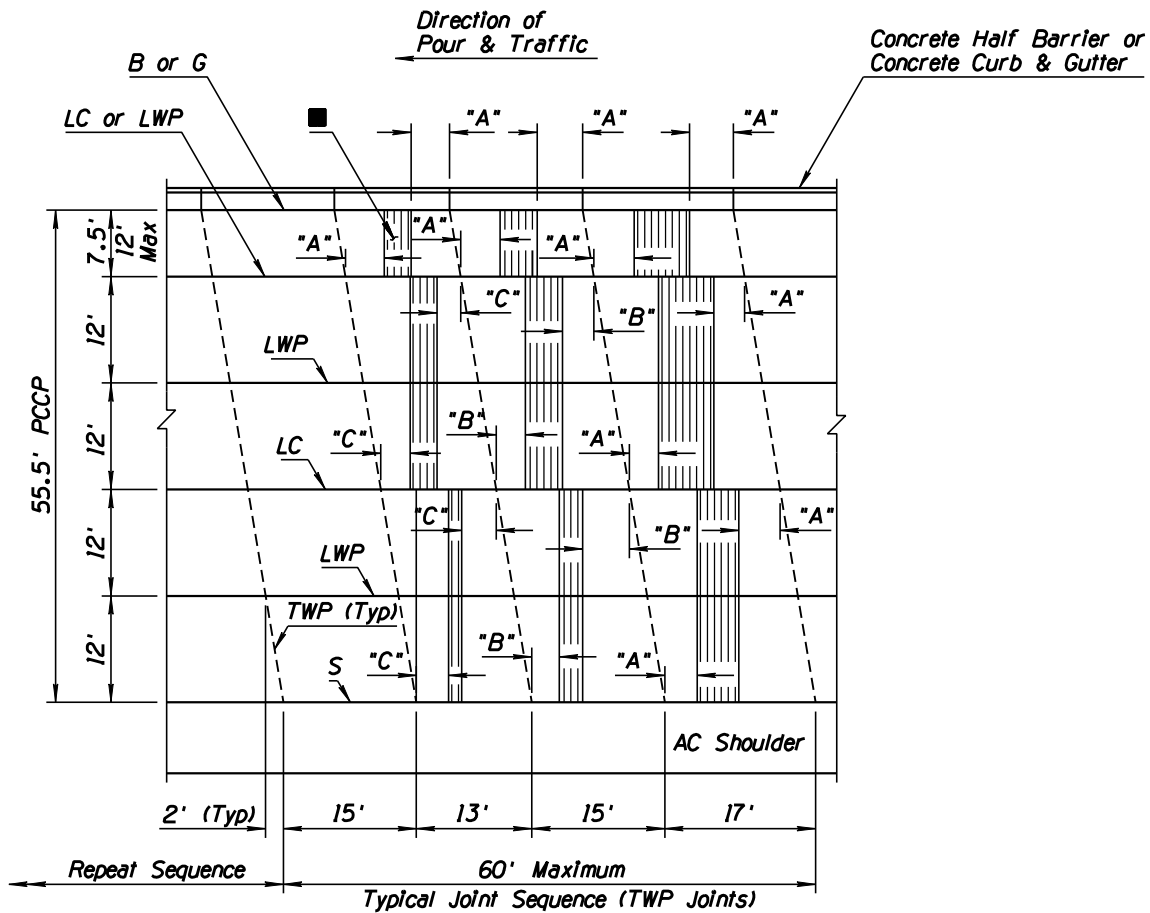 Direction of
Pour & Traffic
Concrete Half Barrier or
Concrete Curb & Gutter
B or G
LC or LWP
"A"
"A"
"A"
7.5'
12'
Max
"A"
"A"
"A"
"C"
"B"
"A"
12'
LWP
55.5' PCCP
12'
"B"
"C"
"A"
LC
12'
"C"
"A"
"B"
LWP
12'
TWP (Typ)
"B"
"C"
"A"
S
AC Shoulder
2' (Typ)
15'
13'
15'
17'
Repeat Sequence
60' Maximum
Typical Joint Sequence (TWP Joints)